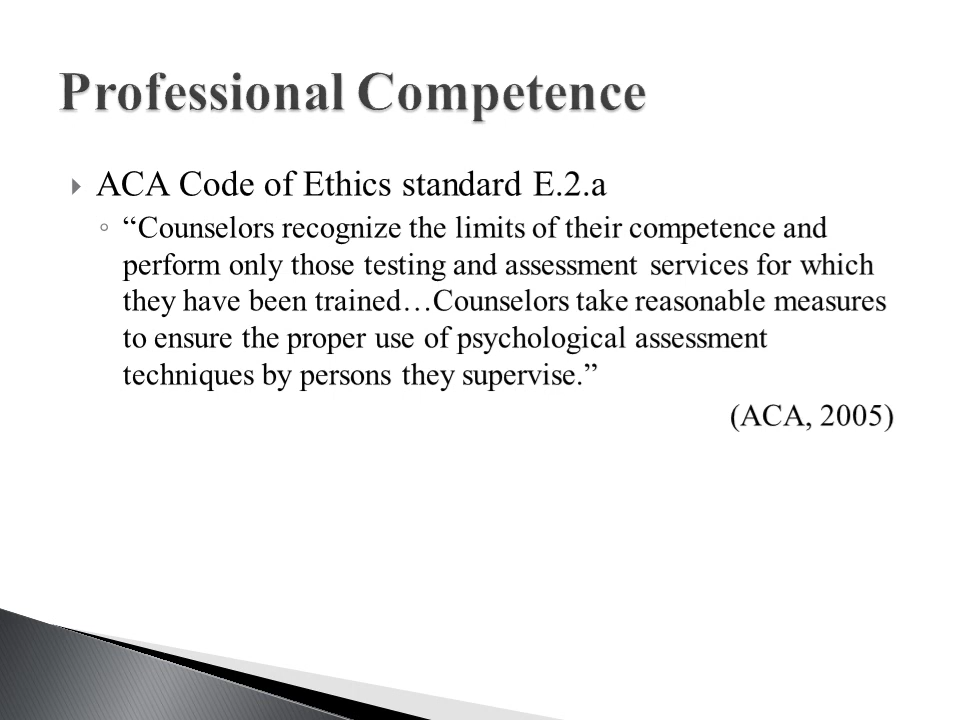 Professional Competence
ACA Code of Ethics standard E.2.a
“Counselors recognize the limits of their competence and
perform only those testing and assessment services for which
they have been trained…Counselors take reasonable measures
to ensure the proper use of psychological assessment
techniques by persons they supervise.”
(ACA, 2005)